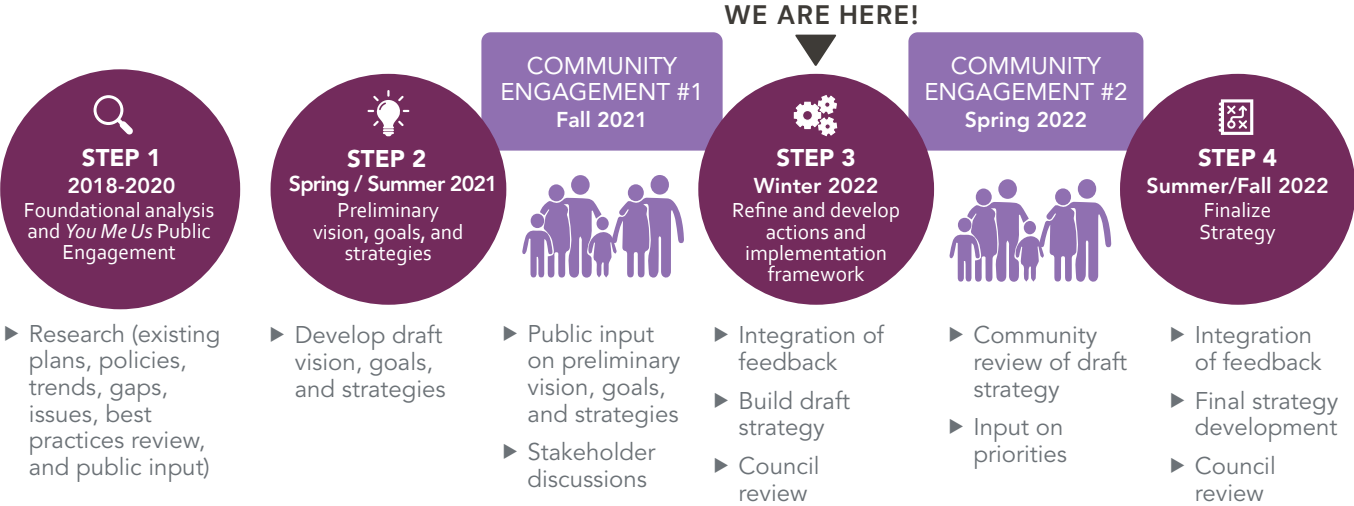 WE ARE HERE!
STEP 1
2018-2020
Foundational analysis
and You Me Us Public
Engagement
▶ Research (existing
plans, policies,
trends, gaps,
issues, best
practices review,
and public input)
STEP 2
Spring / Summer 2021
Preliminary
vision, goals, and
strategies
▶ Develop draft
vision, goals,
and strategies
COMMUNITY
ENGAGEMENT #1
Fall 2021
▶ Public input
on preliminary
vision, goals,
and strategies
▶ Stakeholder
discussions
STEP 3
Winter 2022
Refine and develop
actions and
implementation
framework
▶ Integration of
feedback
▶ Build draft
strategy
▶ Council
review
COMMUNITY
ENGAGEMENT #2
Spring 2022
▶ Community
review of draft
strategy
▶ Input on
priorities
STEP 4
Summer/Fall 2022
Finalize
Strategy
▶ Integration
of feedback
▶ Final strategy
development
▶ Council
review